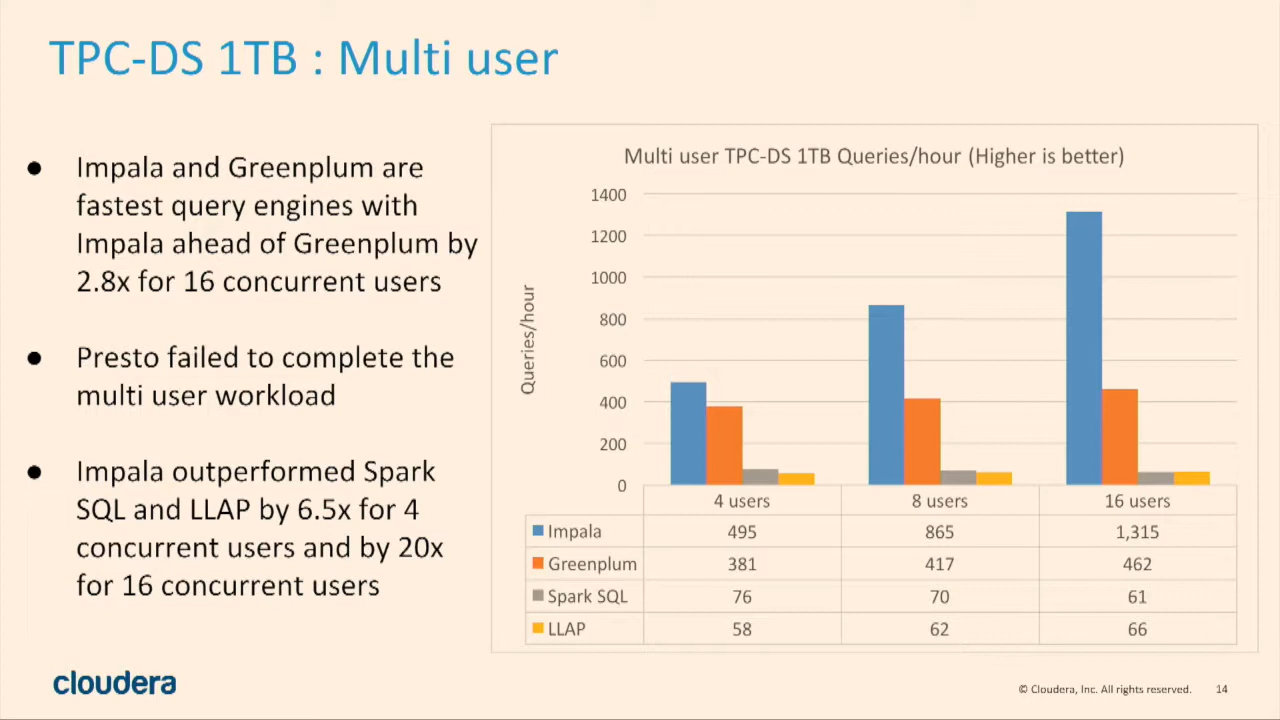 TPC-DS 1TB : Multi user
● Impala and Greenplum are
fastest query engines with
Impala ahead of Greenplum by
2.8x for 16 concurrent users
● Presto failed to complete the
multi user workload
● Impala outperformed Spark
SQL and LLAP by 6.5x for 4
concurrent users and by 20x
for 16 concurrent users
Multi user TPC-DS 1TB Queries/hour (Higher is better)
Queries/hour
1400
1200
1000
800
600
400
200
0
4 users 8 users 16 users
Impala 495 865 1,315
Greenplum 381 417 462
Spark SQL 76 70 61
LLAP 58 62 66
cloudera
© Cloudera, Inc. All rights reserved. 14